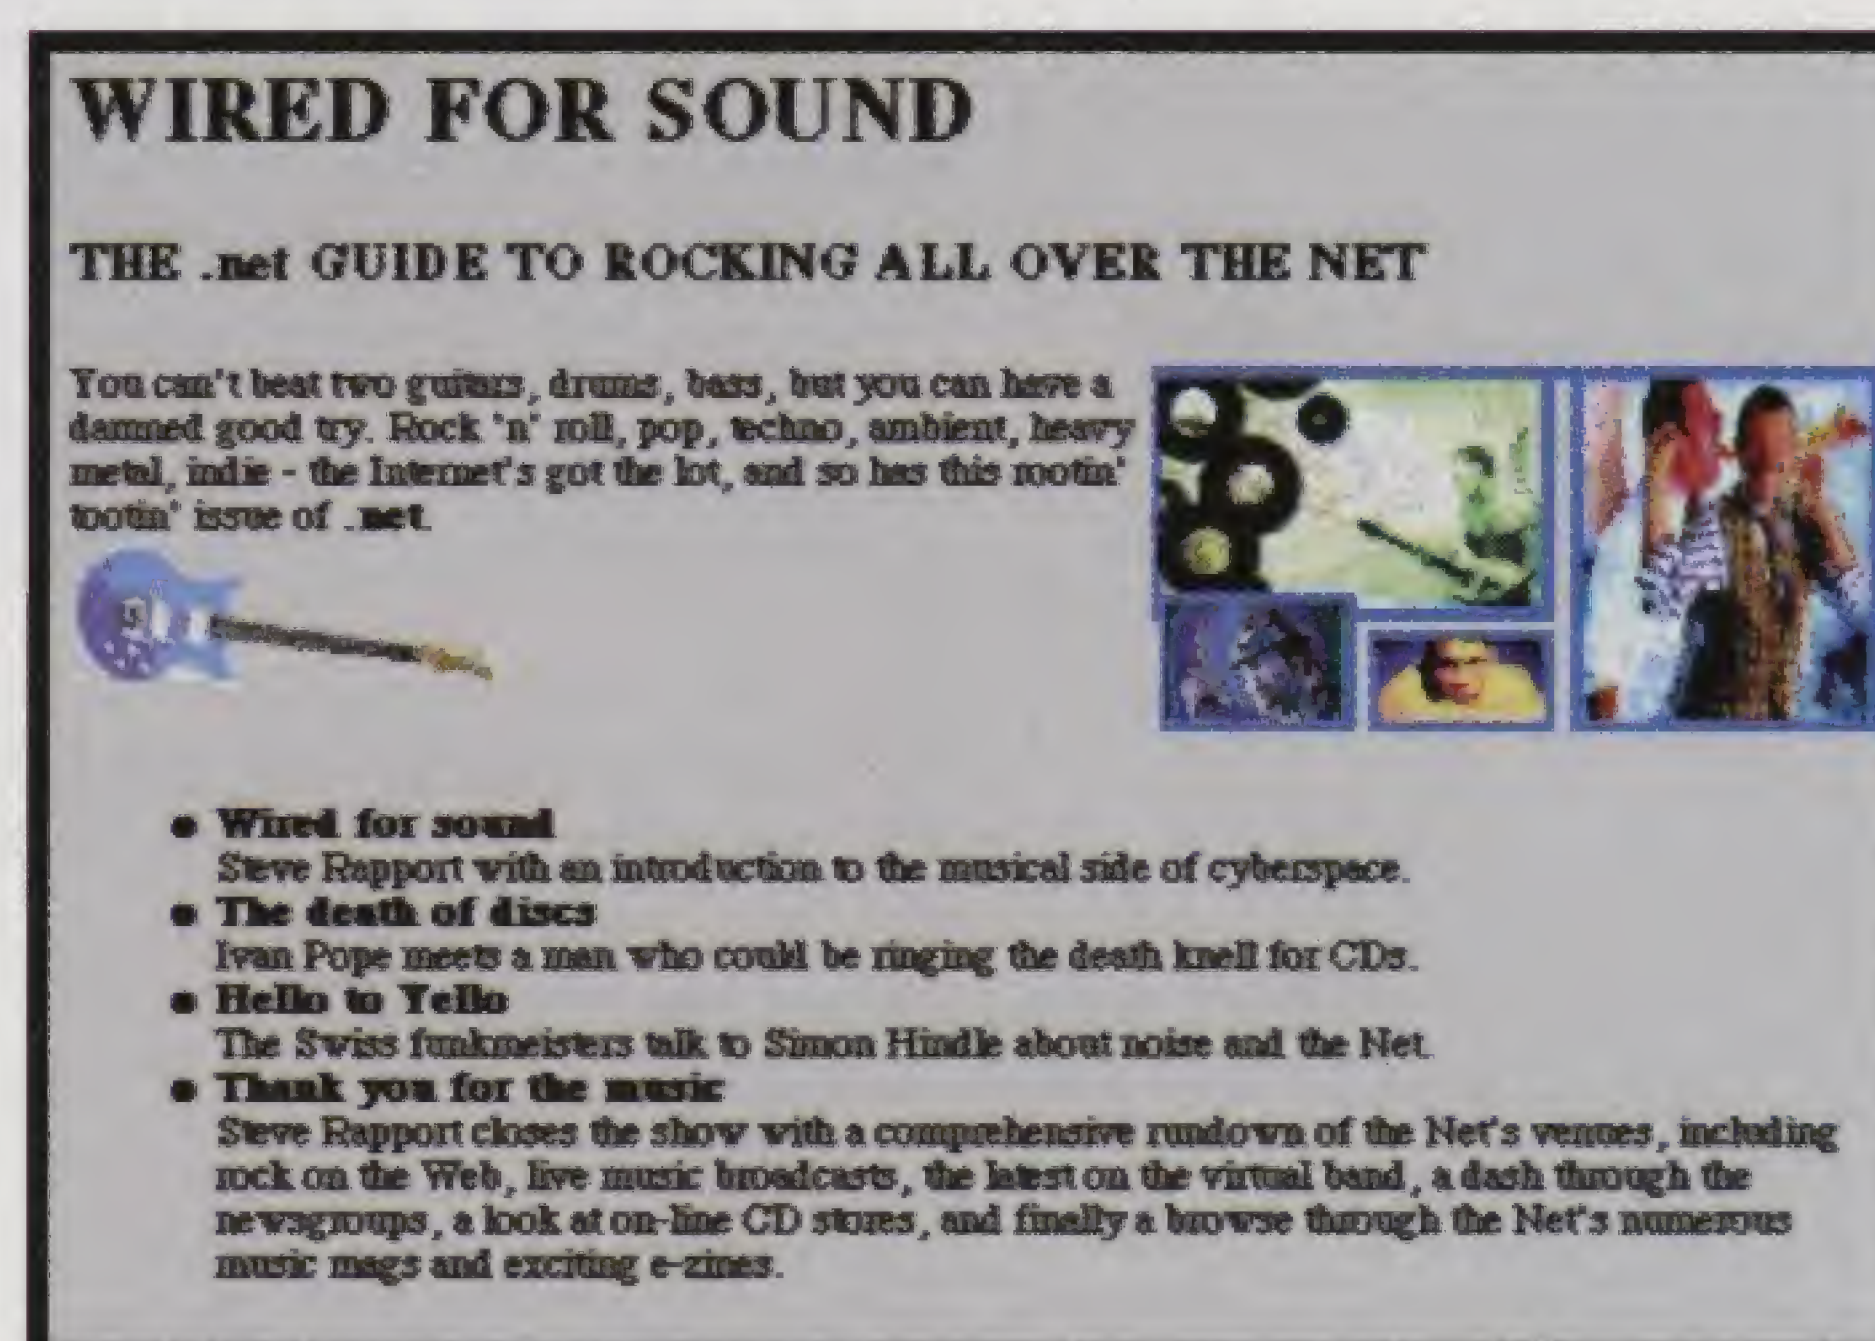 WIRED FOR SOUND
THE .net GUIDE TO ROCKING ALL OVER THE NET
You can't beat two guitars, drums, bass, but you can have a
damned good try. Rock 'n' roll, pop, techno, ambient, heavy
metal, indie - the Internet's got the lot, and so has this rootin'
tootin' issue of .net.
● Wired for sound
Steve Rapport with an introduction to the musical side of cyberspace.
● The death of discs
Ivan Pope meets a man who could be ringing the death knell for CDs.
● Hello to Yello
The Swiss funkmeisters talk to Simon Hindle about noise and the Net.
● Thank you for the music
Steve Rapport closes the show with a comprehensive rundown of the Net's venues, including
rock on the Web, live music broadcasts, the latest on the virtual band, a dash through the
newsgroups, a look at on-line CD stores, and finally a browse through the Net's numerous
music mags and exciting e-zines.